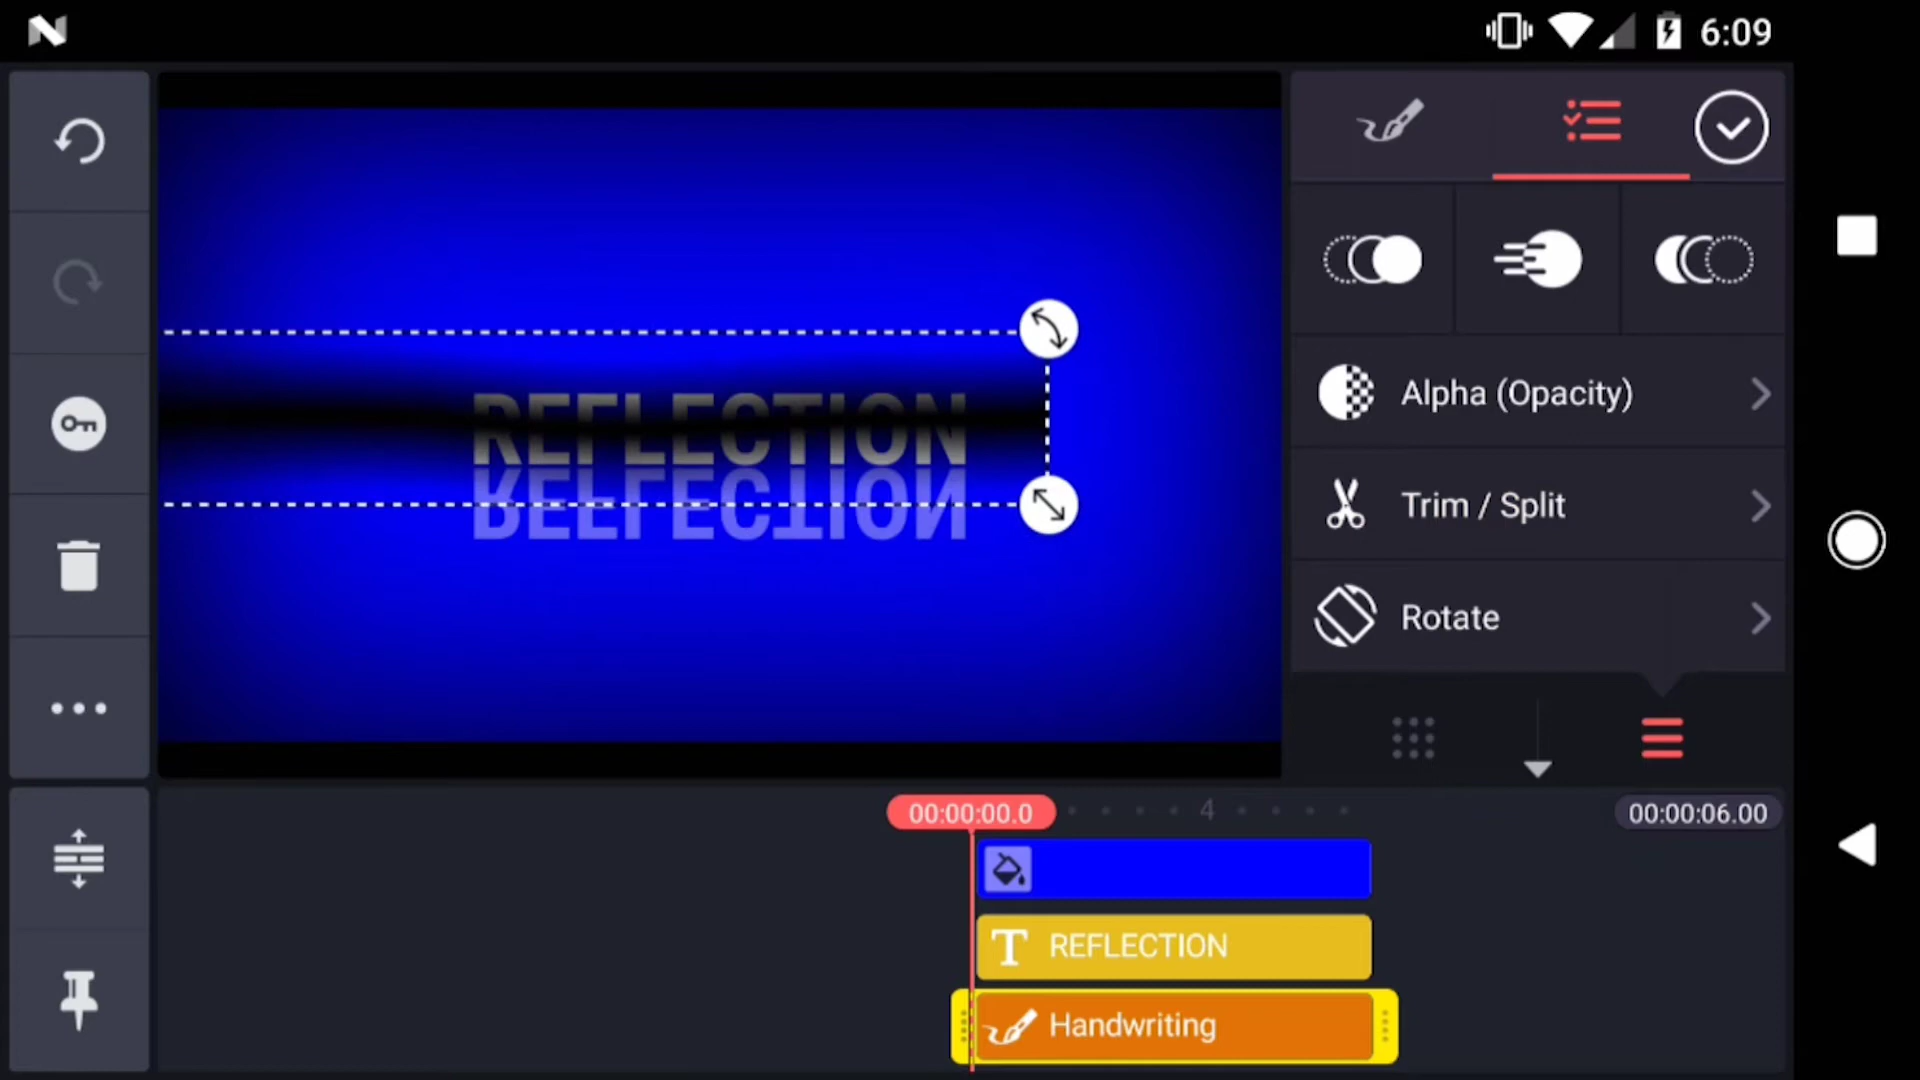 6:09
REFLECTION
REFLECTION
Alpha (Opacity)
Trim / Split
Rotate
00:00:00.0
4
00:00:06.00
REFLECTION
Handwriting